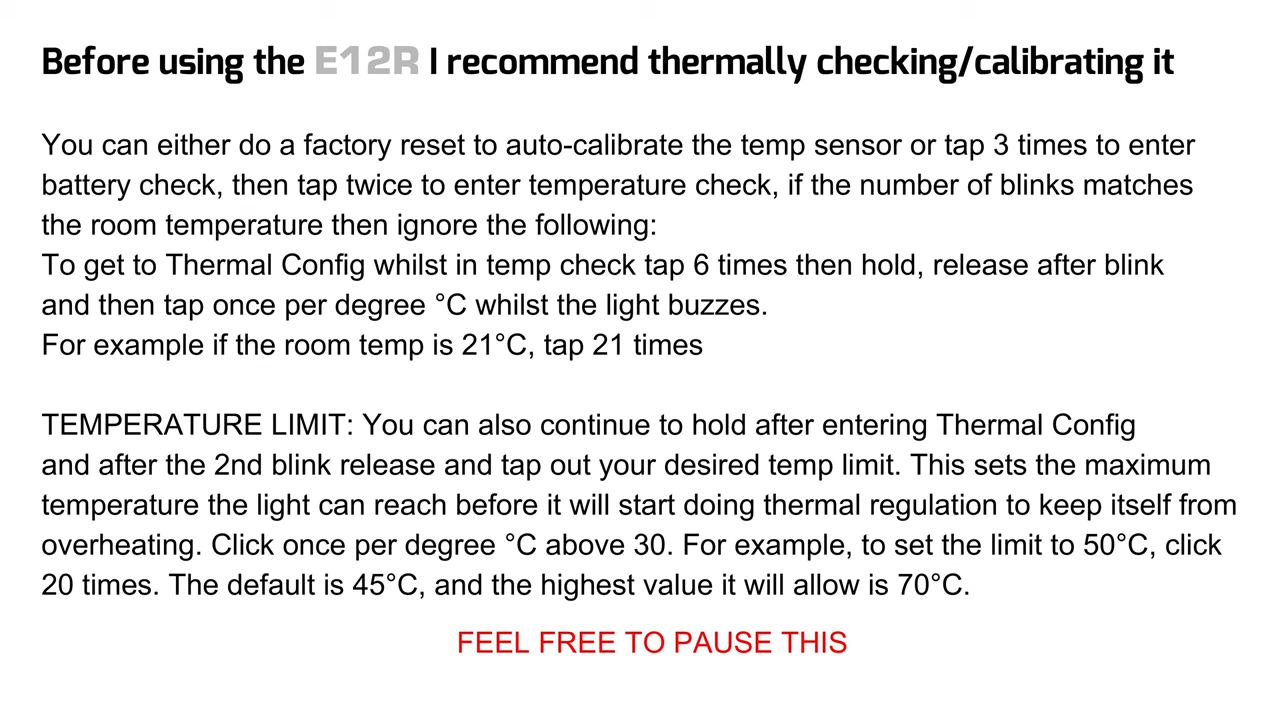 Before using the E12R I recommend thermally checking/calibrating it
You can either do a factory reset to auto-calibrate the temp sensor or tap 3 times to enter
battery check, then tap twice to enter temperature check, if the number of blinks matches
the room temperature then ignore the following:
To get to Thermal Config whilst in temp check tap 6 times then hold, release after blink
and then tap once per degree °C whilst the light buzzes.
For example if the room temp is 21°C, tap 21 times
TEMPERATURE LIMIT: You can also continue to hold after entering Thermal Config
and after the 2nd blink release and tap out your desired temp limit. This sets the maximum
temperature the light can reach before it will start doing thermal regulation to keep itself from
overheating. Click once per degree °C above 30. For example, to set the limit to 50°C, click
20 times. The default is 45°C, and the highest value it will allow is 70°C.
FEEL FREE TO PAUSE THIS